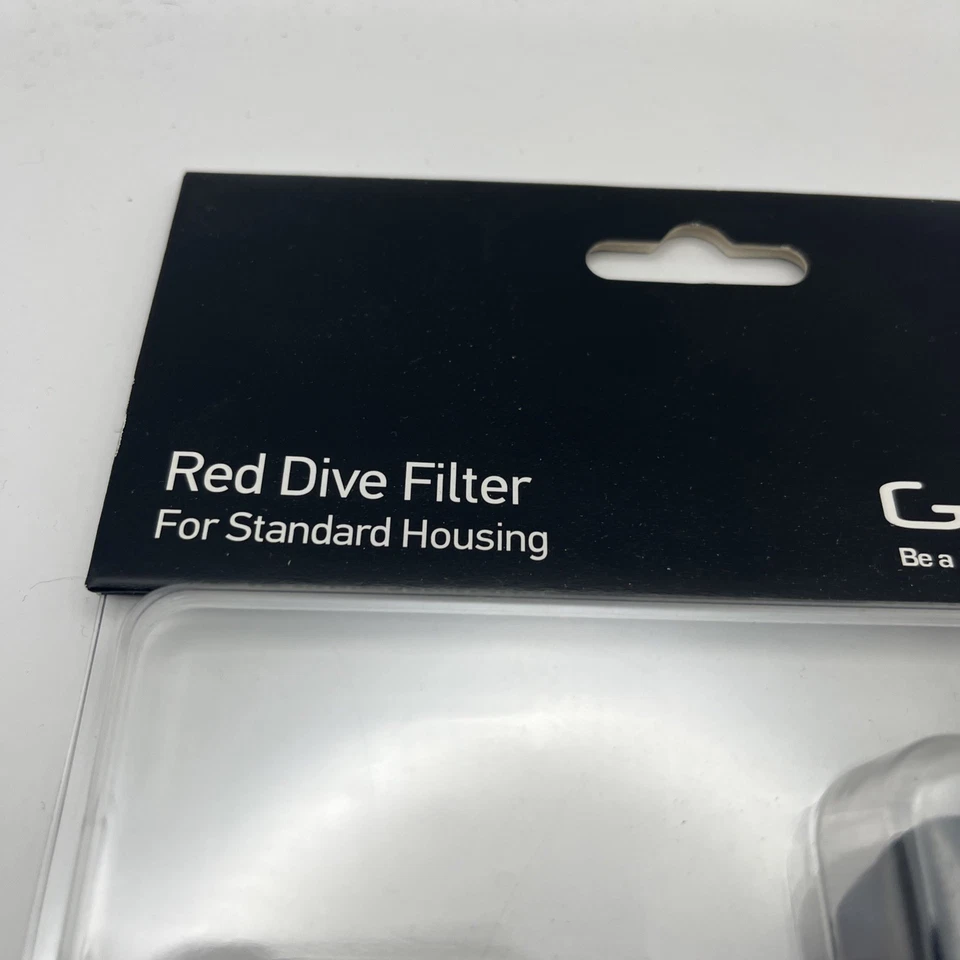 Red Dive Filter
For Standard Housing
G
Be a